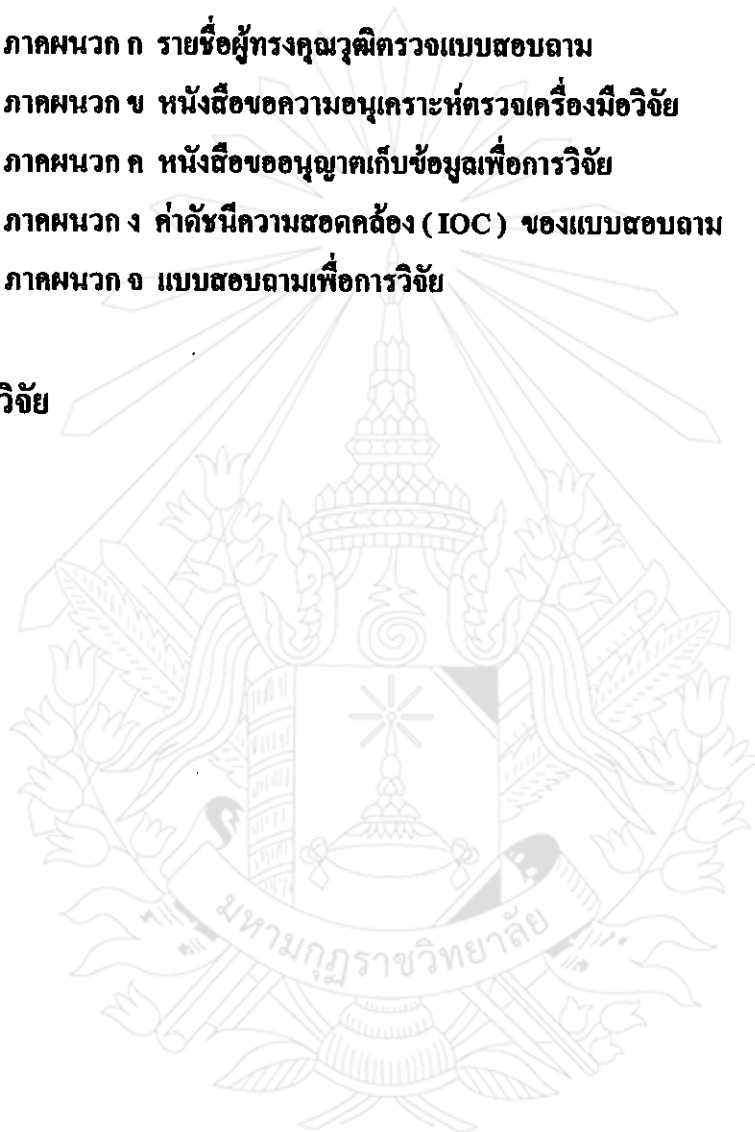 ภาคผนวก ก รายชื่อผู้ทรงคุณวุฒิตรวจแบบสอบถาม
ภาคผนวก ข หนังสือขอความอนุเคราะห์ตรวจเครื่องมือวิจัย
ภาคผนวก ค หนังสือขออนุญาตเก็บข้อมูลเพื่อการวิจัย
ภาคผนวก ง ค่าดัชนีความสอดคล้อง (IOC) ของแบบสอบถาม
ภาคผนวก จ แบบสอบถามเพื่อการวิจัย
วิจัย
มหามกุฏราชวิทยาลัย